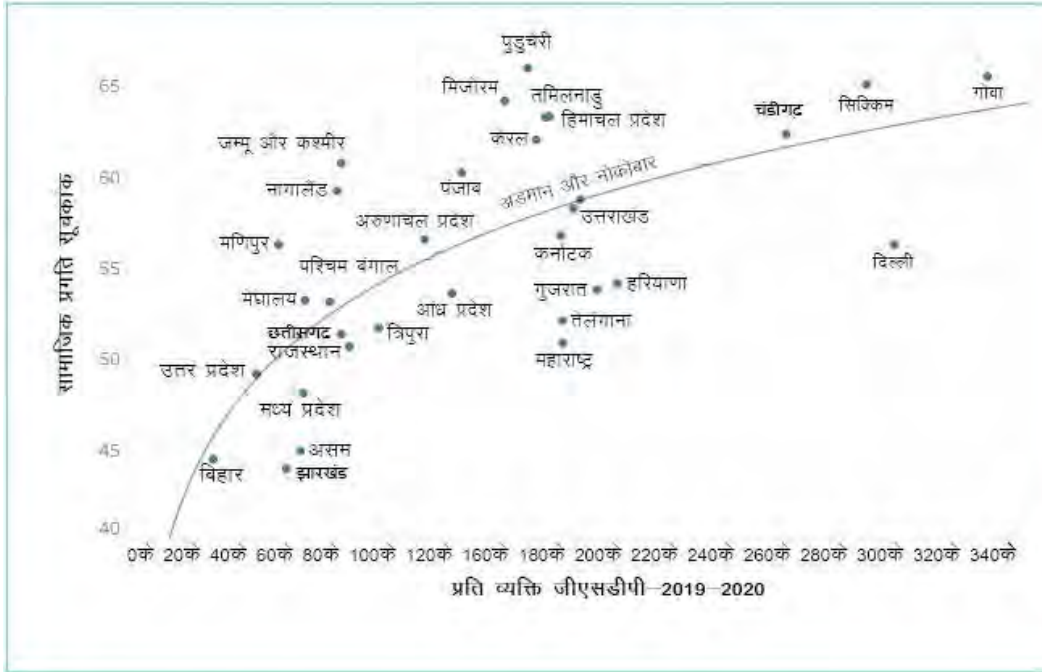 सामाजिक प्रगति सूचकांक
65
60
55
50
45
40
पुडुचेरी
मिजोरम
तमिलनाडु
हिमाचल प्रदेश
केरल
चंडीगढ़
सिक्किम
गोवा
जम्मू और कश्मीर
नागालैंड
पंजाब
अंडमान और नीकोबार
अरुणाचल प्रदेश
उत्तराखंड
मणिपुर
कर्नाटक
दिल्ली
पश्चिम बंगाल
गुजरात
हरियाणा
मेघालय
आंध्र प्रदेश
तेलंगाना
छत्तीसगढ़
त्रिपुरा
राजस्थान
महाराष्ट्र
उत्तर प्रदेश
मध्य प्रदेश
असम
बिहार
झारखंड
0के 20के 40के 60के 80के 100के 120के 160के 180के 200के 220के 240के 260के 280के 300के 320के 340के
प्रति व्यक्ति जीएसडीपी–2019–2020